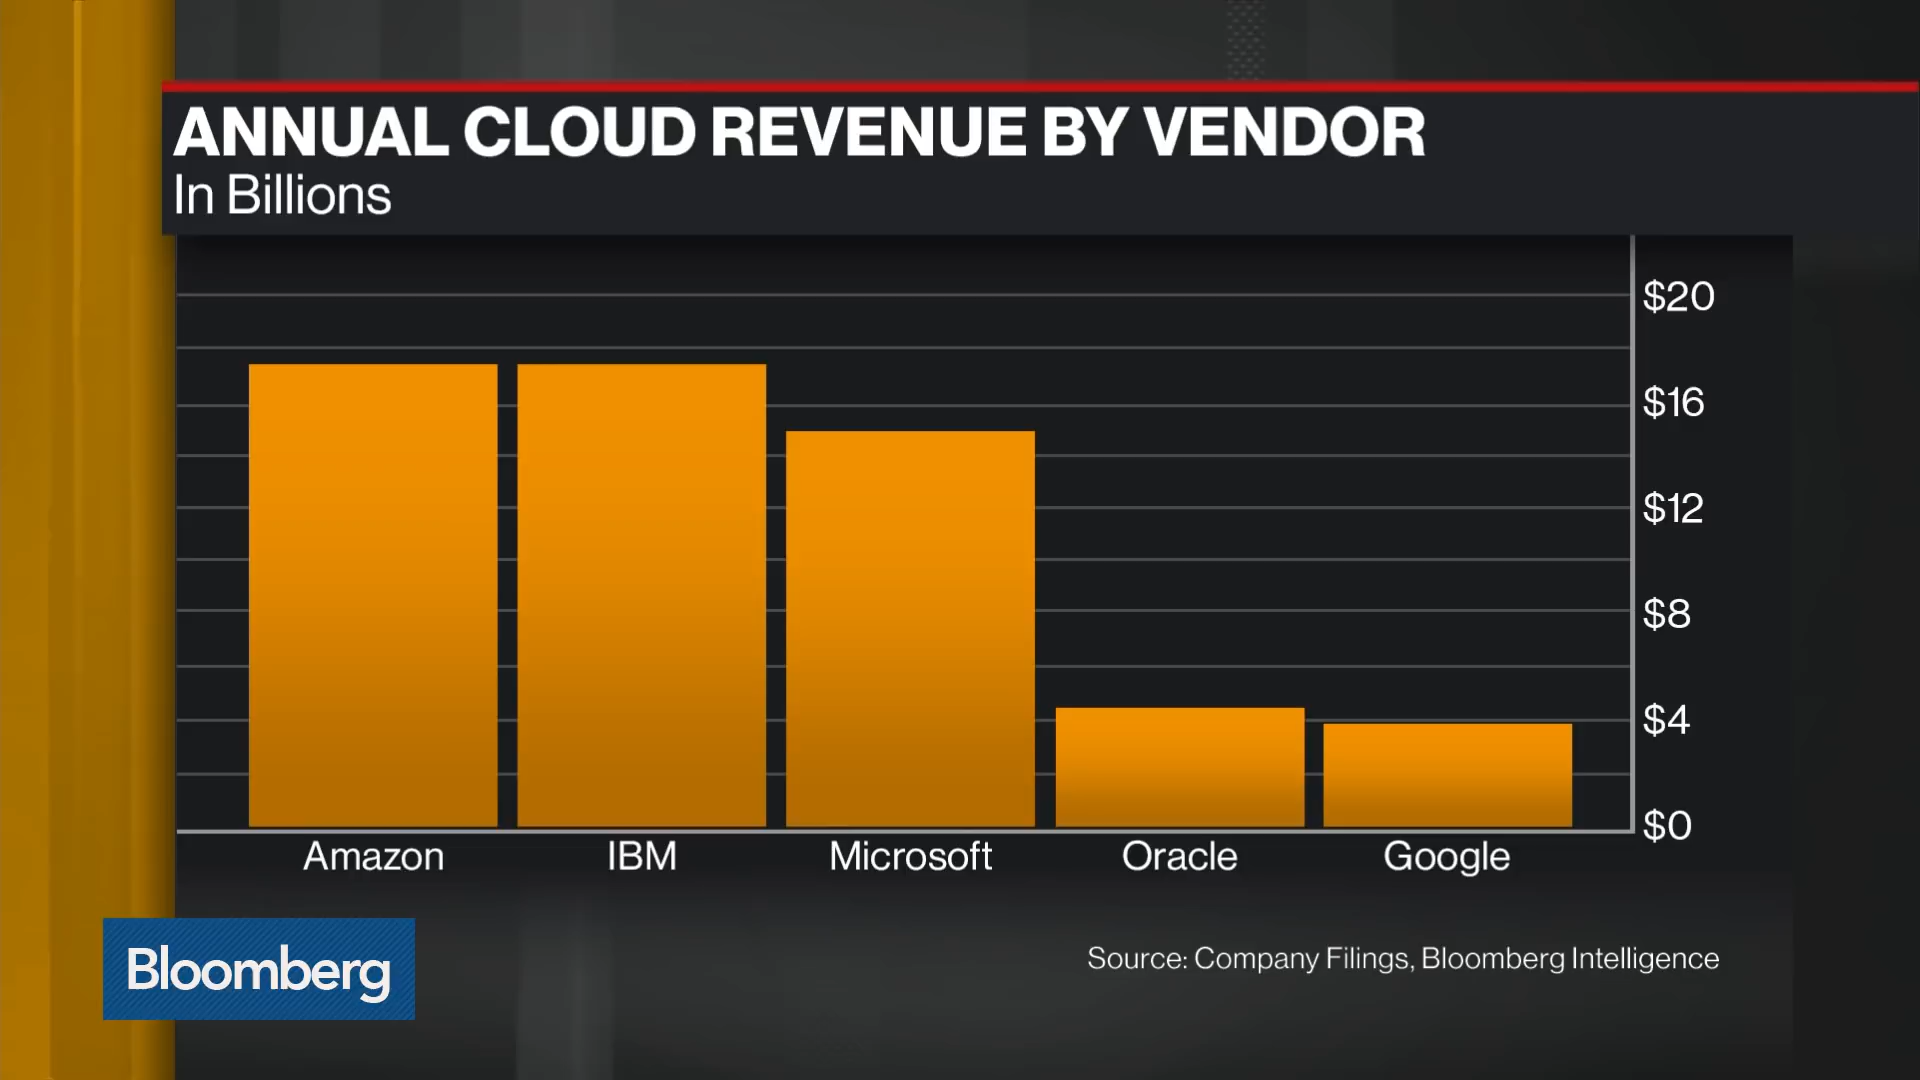 ANNUAL CLOUD REVENUE BY VENDOR
In Billions
$20
$16
$12
$8
$4
$0
Amazon IBM Microsoft Oracle Google
Source: Company Filings, Bloomberg Intelligence
Bloomberg